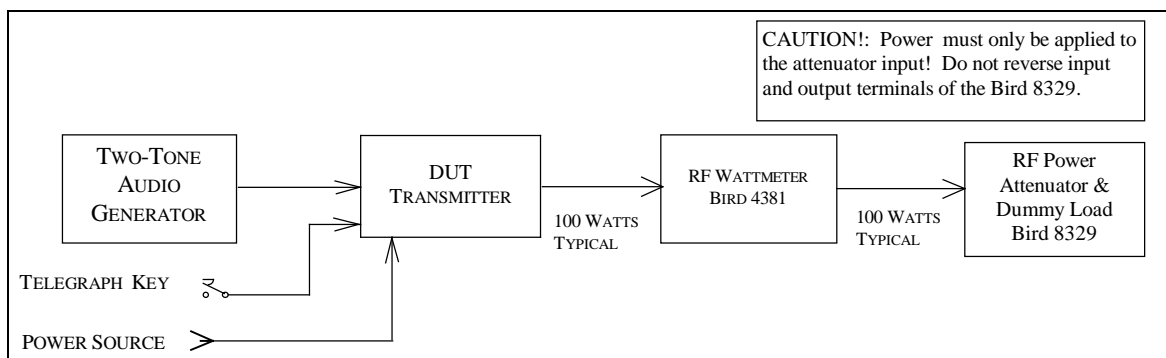 CAUTION!: Power must only be applied to
the attenuator input! Do not reverse input
and output terminals of the Bird 8329.
TWO-TONE
AUDIO
GENERATOR
DUT
TRANSMITTER
RF WATTMETER
BIRD 4381
RF Power
Attenuator &
Dummy Load
Bird 8329
100 WATTS
TYPICAL
100 WATTS
TYPICAL
TELEGRAPH KEY
POWER SOURCE